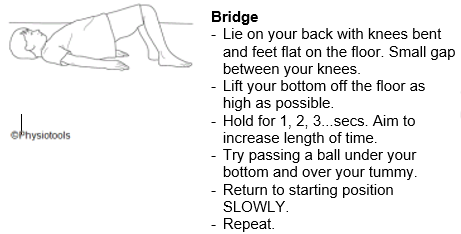 Bridge
- Lie on your back with knees bent
and feet flat on the floor. Small gap
between your knees.
- Lift your bottom off the floor as
high as possible.
- Hold for 1, 2, 3...secs. Aim to
increase length of time.
- Try passing a ball under your
bottom and over your tummy.
- Return to starting position
SLOWLY.
- Repeat.
©Physiotools